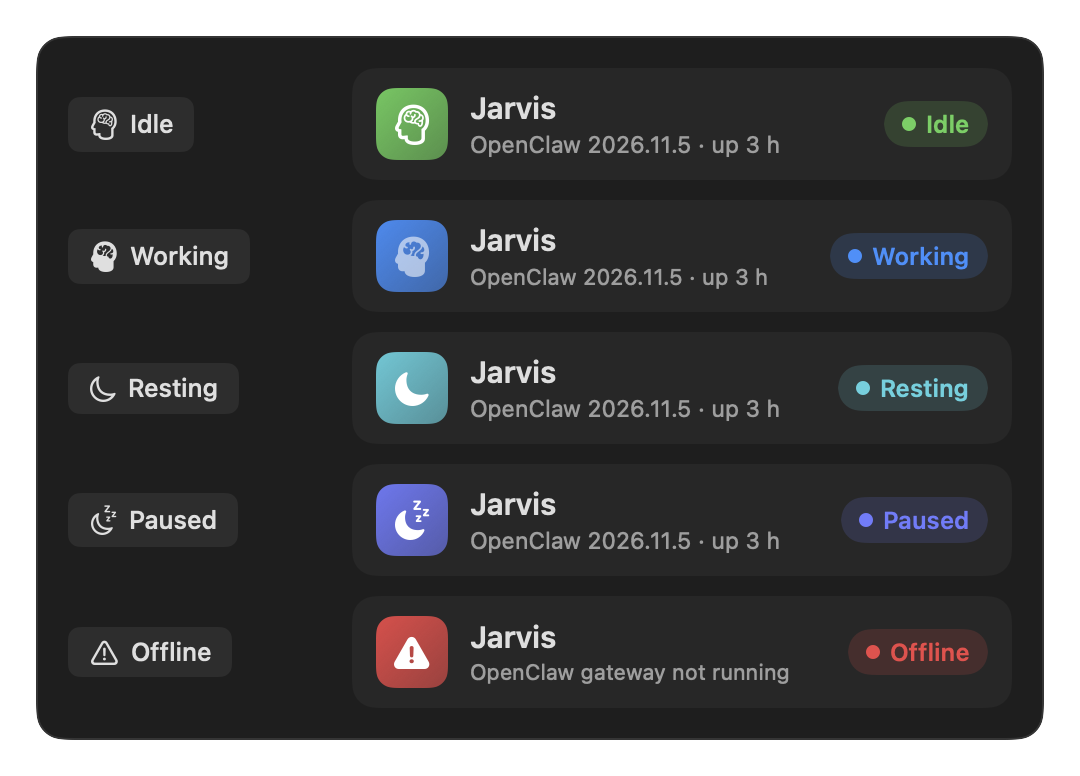 Idle
Jarvis
OpenClaw 2026.11.5 · up 3 h
Idle
Working
Jarvis
OpenClaw 2026.11.5 · up 3 h
Working
Resting
Jarvis
OpenClaw 2026.11.5 · up 3 h
Resting
Paused
Jarvis
OpenClaw 2026.11.5 · up 3 h
Paused
Offline
Jarvis
OpenClaw gateway not running
Offline